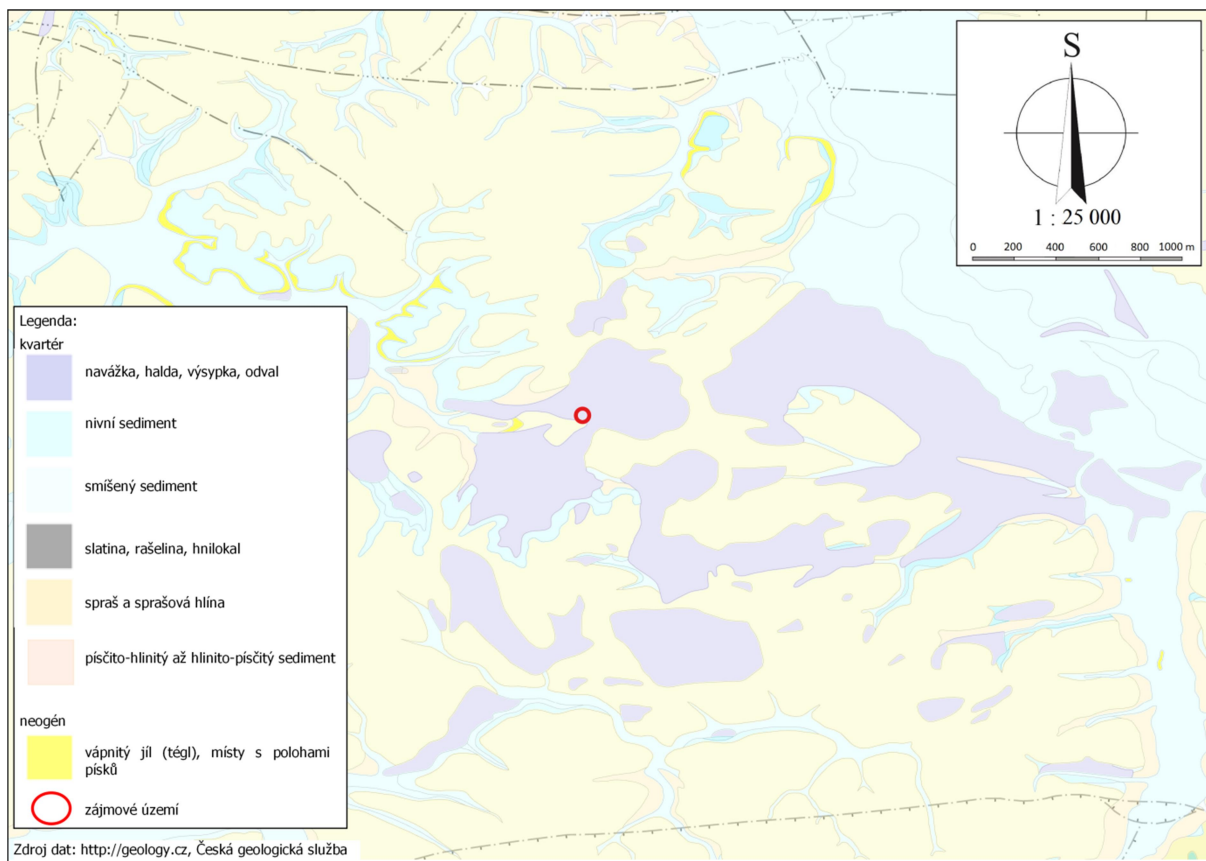 S
1 : 25 000
0 200 400 600 800 1000 m
Legenda:
kvartér
navážka, halda, výsypka, odval
nivní sediment
smíšený sediment
slatina, rašelina, hnilokal
spraš a sprašová hlína
písčito-hlinitý až hlinito-písčitý sediment
neogén
vápnitý jíl (tégl), místy s polohami
písků
zájmové území
Zdroj dat: http://geology.cz, Česká geologická služba